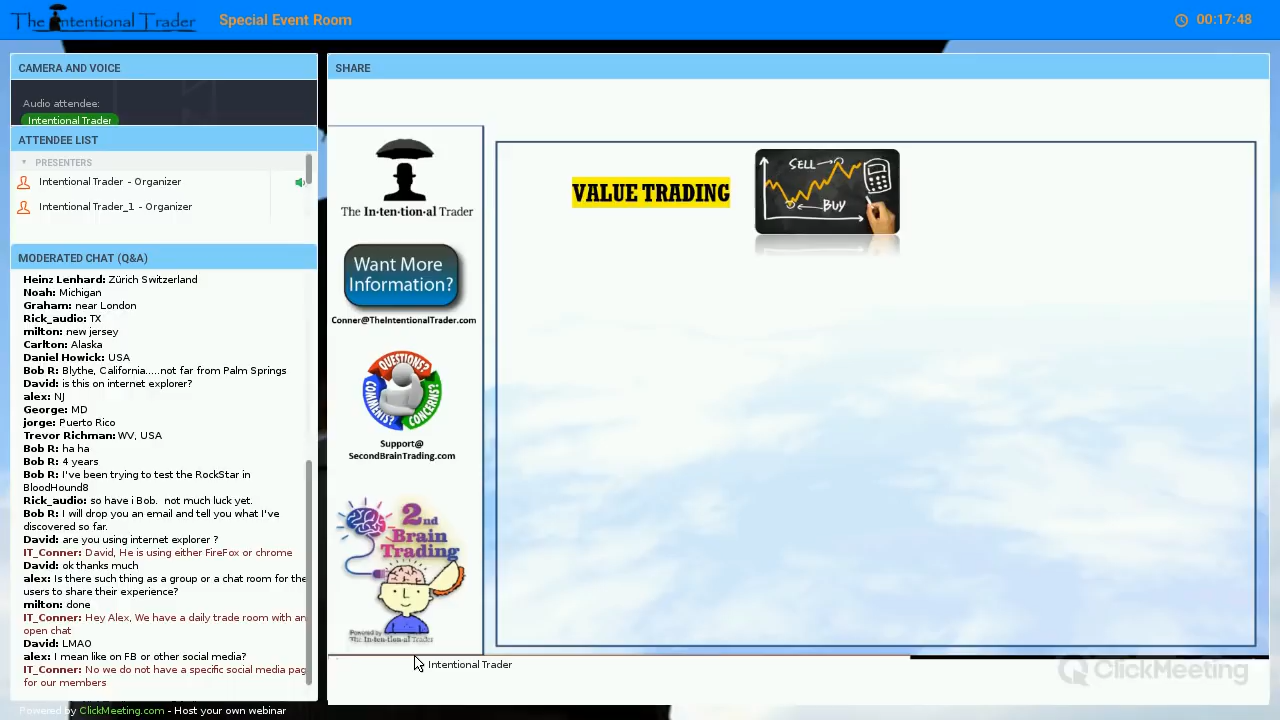 The Intentional Trader
Special Event Room
00:17:48
CAMERA AND VOICE
Audio attendee:
Intentional Trader
ATTENDEE LIST
PRESENTERS
Intentional Trader - Organizer
Intentional Trader_1 - Organizer
MODERATED CHAT (Q&A)
Heinz Lenhard: Zürich Switzerland
Noah: Michigan
Graham: near London
Rick_audio: TX
milton: new jersey
Carlton: Alaska
Daniel Howick: USA
Bob R: Blythe, California.....not far from Palm Springs
David: is this on internet explorer?
alex: NJ
George: MD
jorge: Puerto Rico
Trevor Richman: WV, USA
Bob R: ha ha
Bob R: 4 years
Bob R: I've been trying to test the RockStar in
BloodHound8
Rick_audio: so have i Bob. not much luck yet.
Bob R: I will drop you an email and tell you what I've
discovered so far.
David: are you using internet explorer ?
IT_Conner: David, He is using either FireFox or chrome
David: ok thanks much
alex: Is there such thing as a group or a chat room for the
users to share their experience?
milton: done
IT_Conner: Hey Alex, We have a daily trade room with an
open chat
David: LMAO
alex: I mean like on FB or other social media?
IT_Conner: No we do not have a specific social media pag
for our members
Powered by ClickMeeting.com - Host your own webinar
SHARE
The In·ten·tion·al Trader
Want More
Information?
Conner@TheIntentionalTrader.com
QUESTIONS?
COMMENTS?
CONCERNS?
Support@
SecondBrainTrading.com
2nd
Brain
Trading
Powered by
The In·ten·tion·al Trader
VALUE TRADING
SELL
BUY
Intentional Trader
ClickMeeting